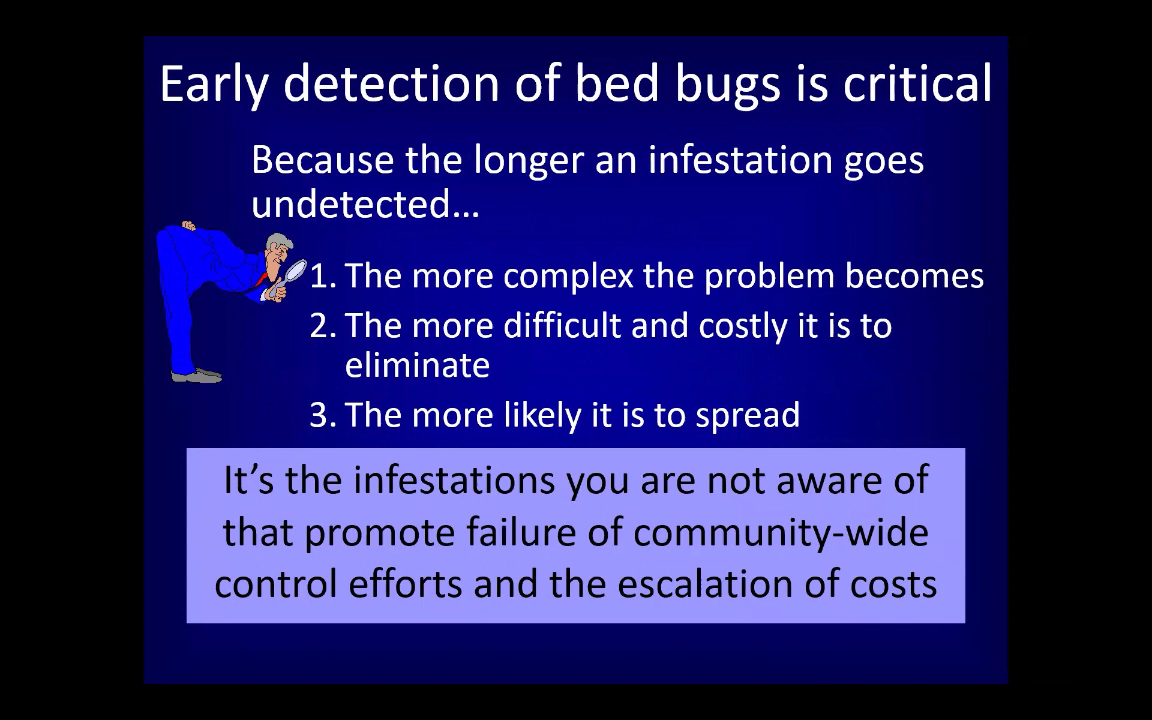 Early detection of bed bugs is critical
Because the longer an infestation goes
undetected…
1. The more complex the problem becomes
2. The more difficult and costly it is to
eliminate
3. The more likely it is to spread
It’s the infestations you are not aware of
that promote failure of community-wide
control efforts and the escalation of costs